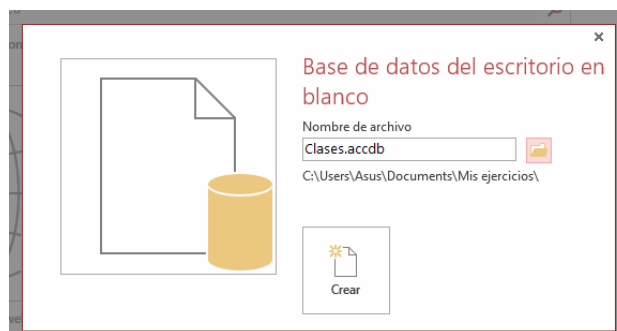 Base de datos del escritorio en
blanco
Nombre de archivo
Clases.accdb
C:\Users\Asus\Documents\Mis ejercicios\
Crear